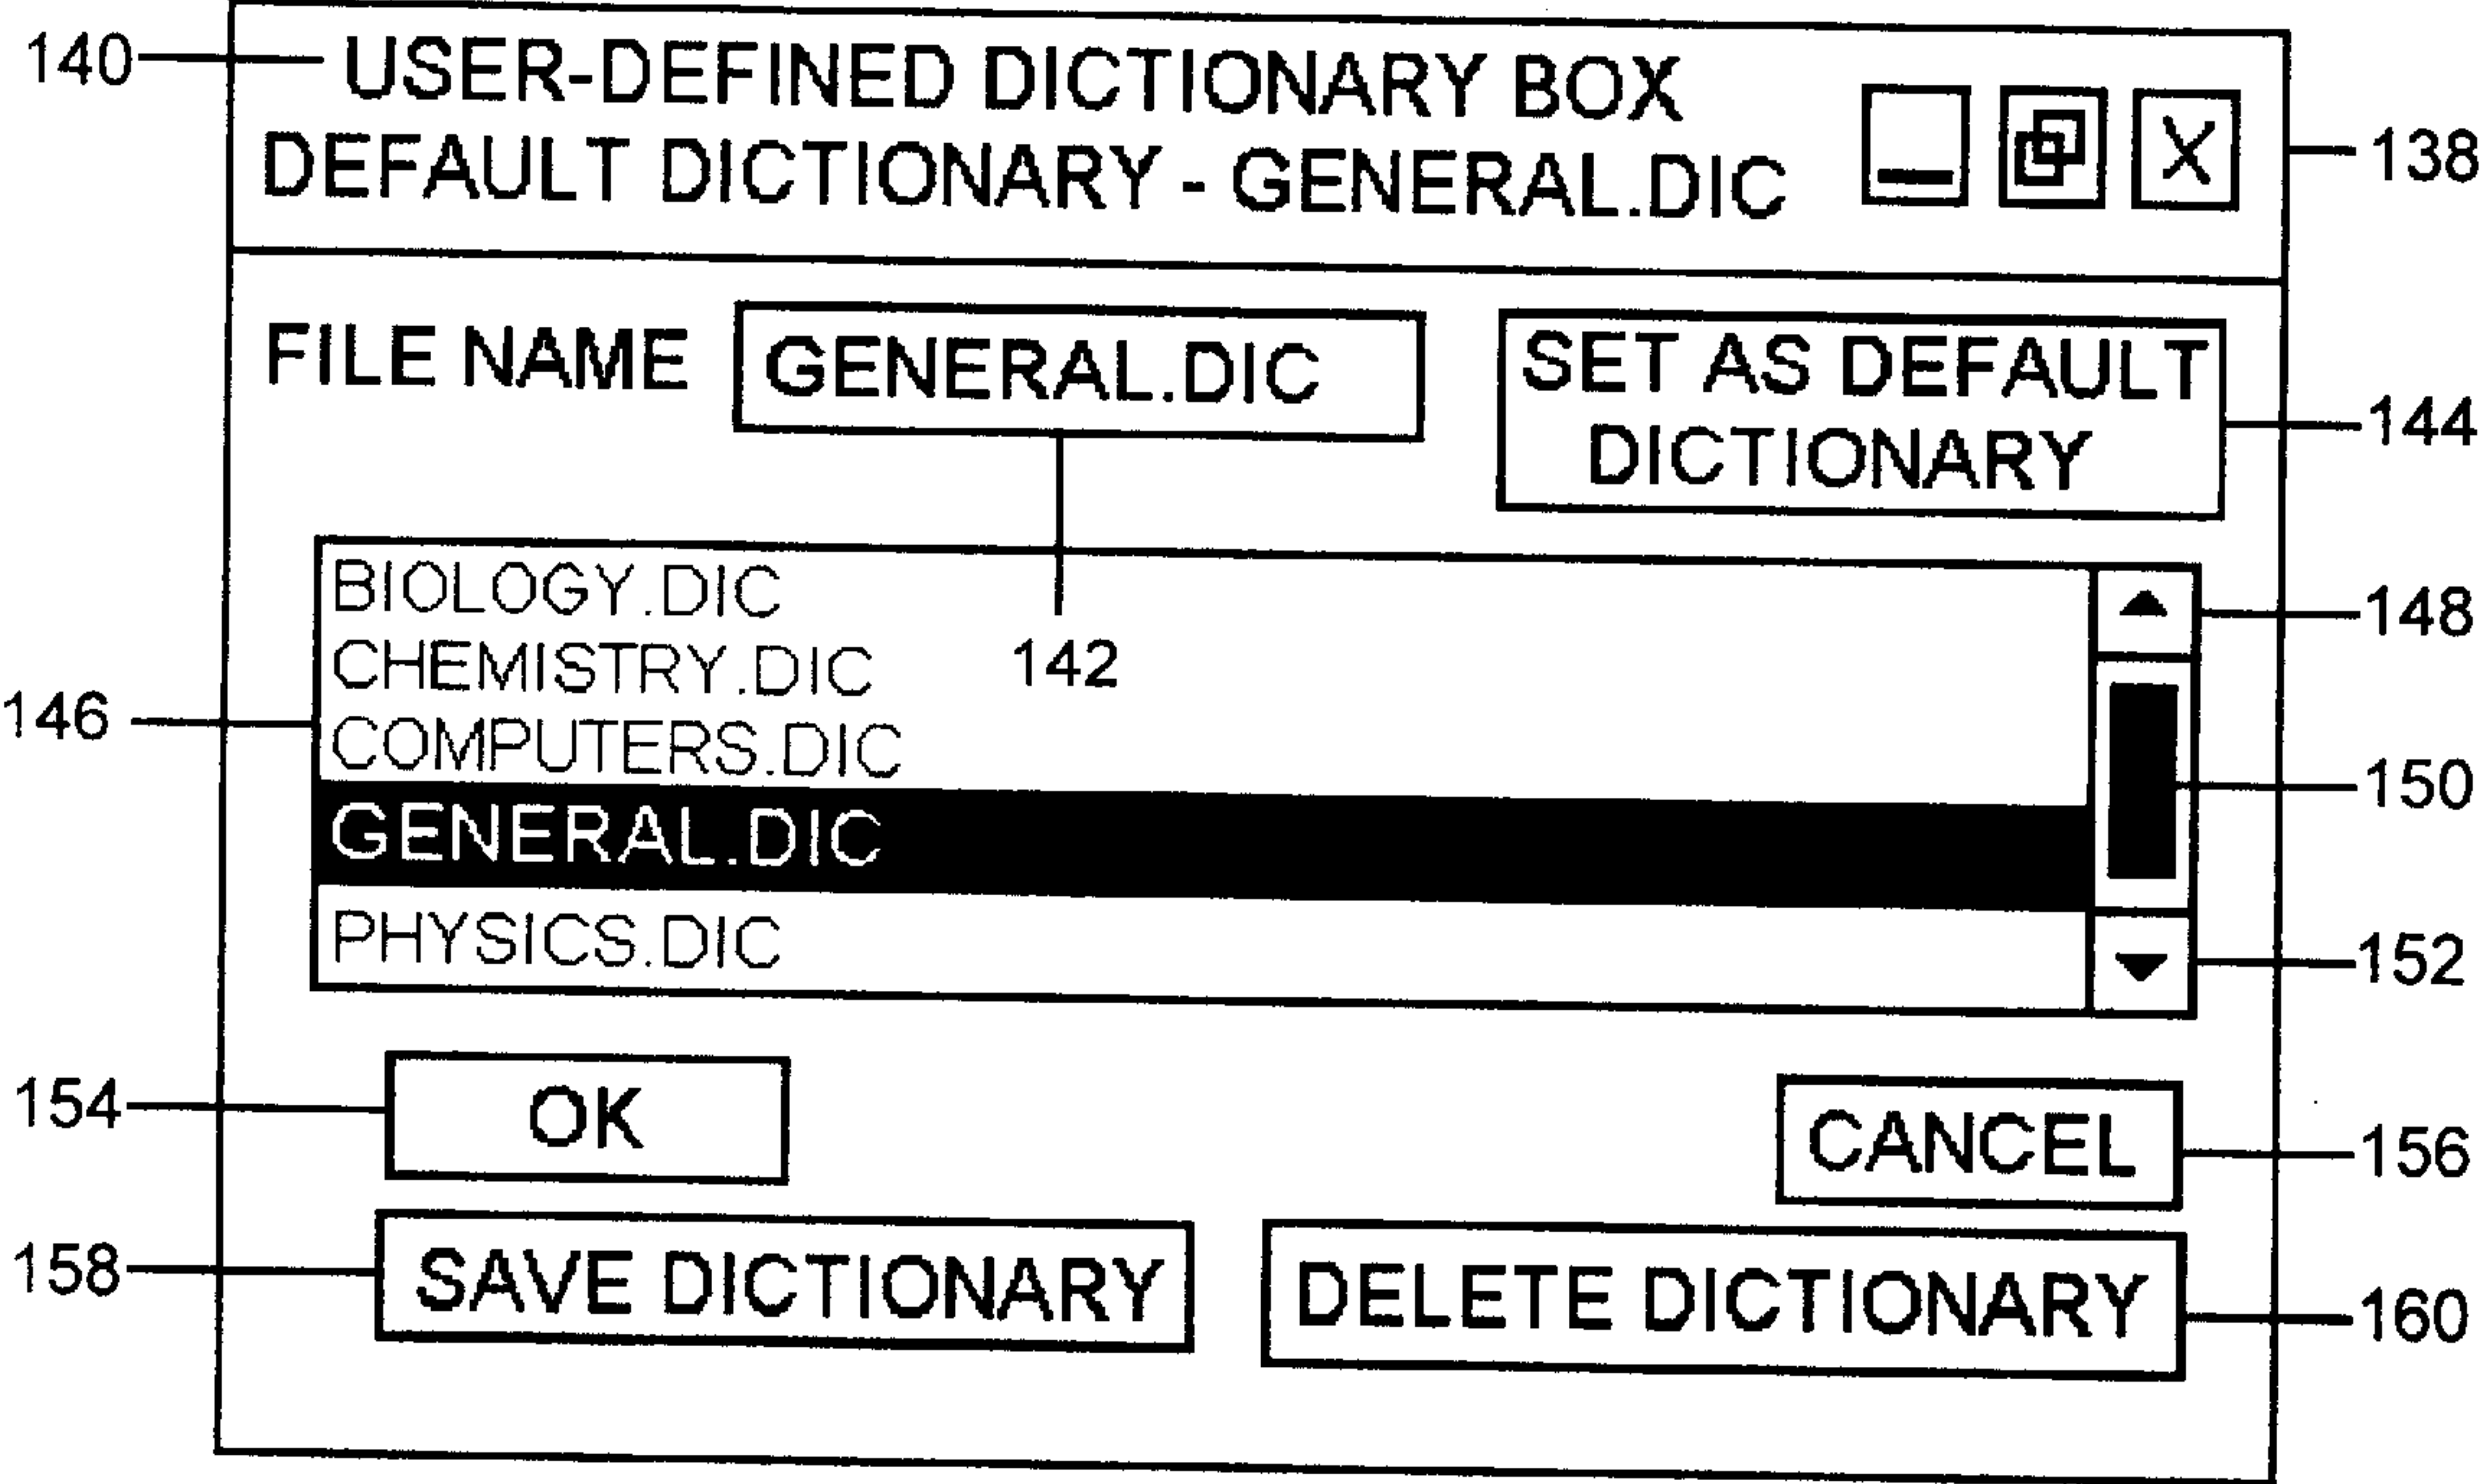 140
USER-DEFINED DICTIONARY BOX
DEFAULT DICTIONARY - GENERAL.DIC
X
138
FILE NAME
GENERAL.DIC
SET AS DEFAULT
DICTIONARY
144
142
BIOLOGY.DIC
CHEMISTRY.DIC
COMPUTERS.DIC
GENERAL.DIC
PHYSICS.DIC
146
148
150
152
154
OK
CANCEL
156
158
SAVE DICTIONARY
DELETE DICTIONARY
160